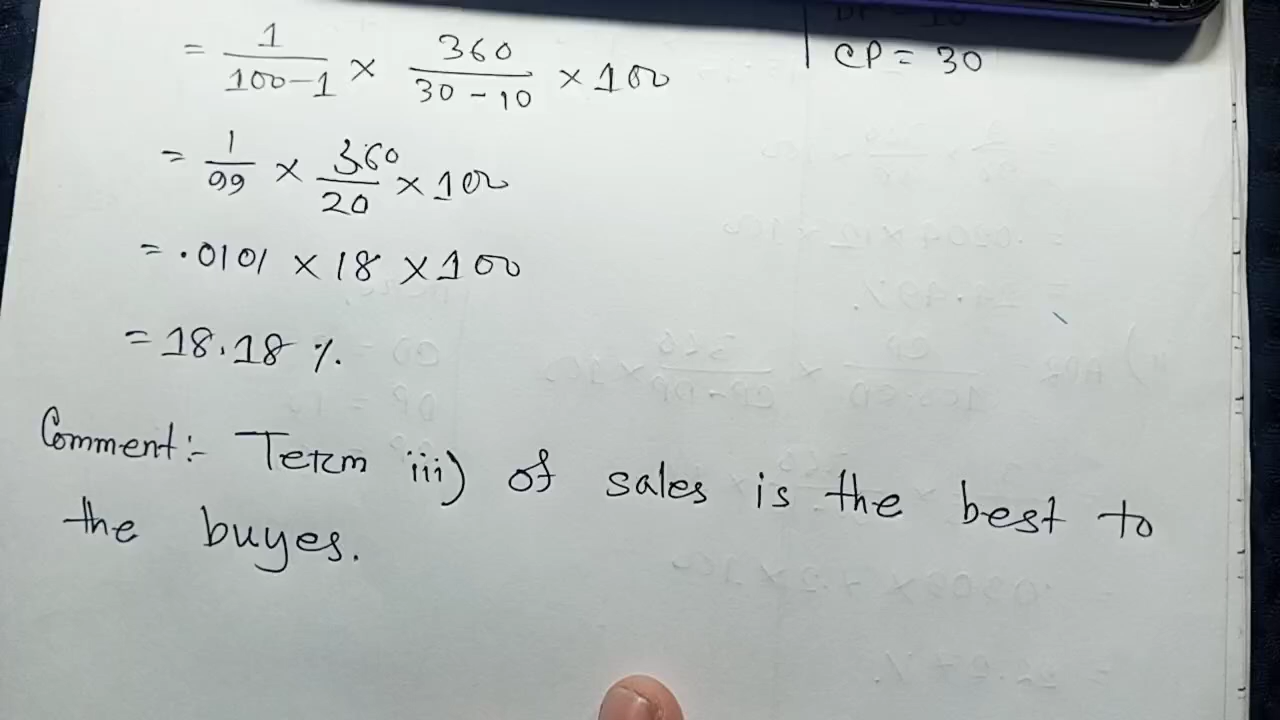 = 1/(100-1) × 360/(30-10) × 100
CP = 30
= 1/99 × 360/20 × 100
= .0101 × 18 × 100
= 18.18 %.
Comment:- Term iii) of sales is the best to
the buyes.